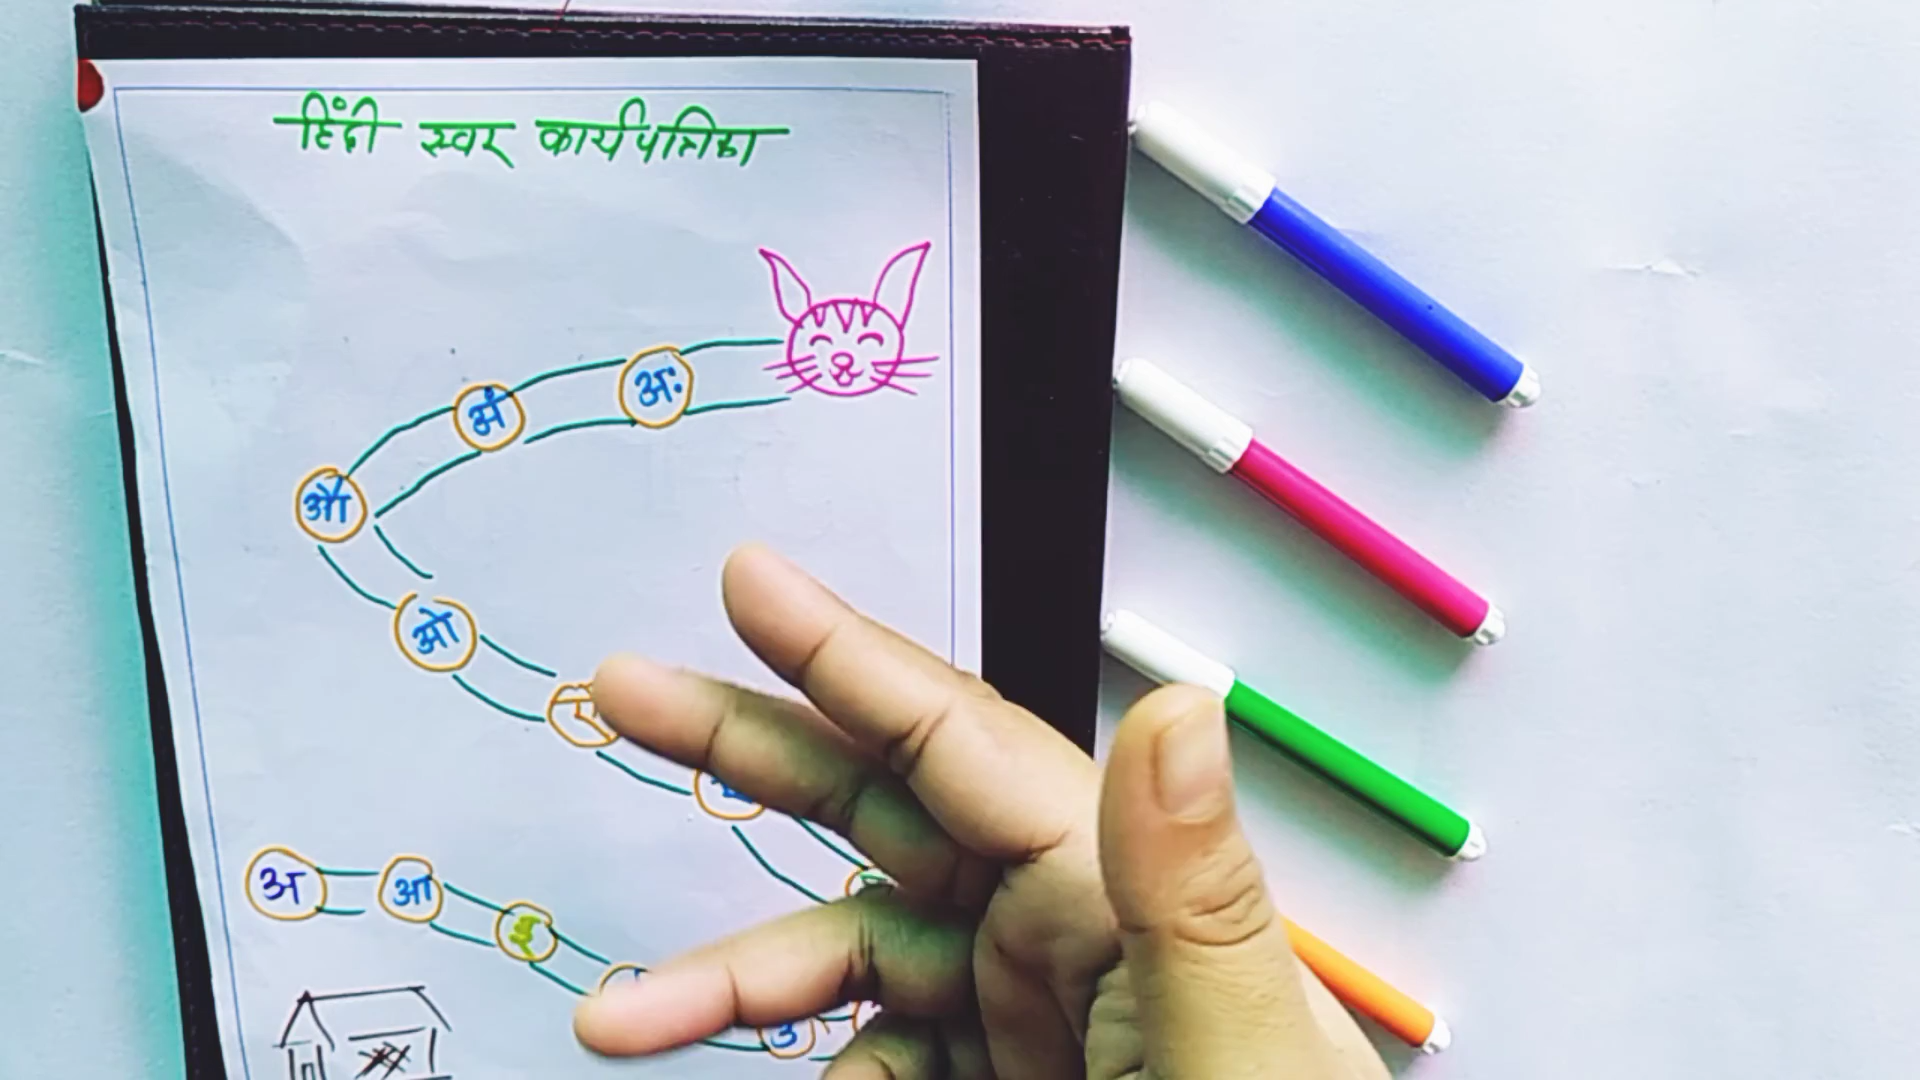 हिंदी स्वर कार्यपत्रिका
अः
अं
औ
ओ
अ
आ
इ
उ